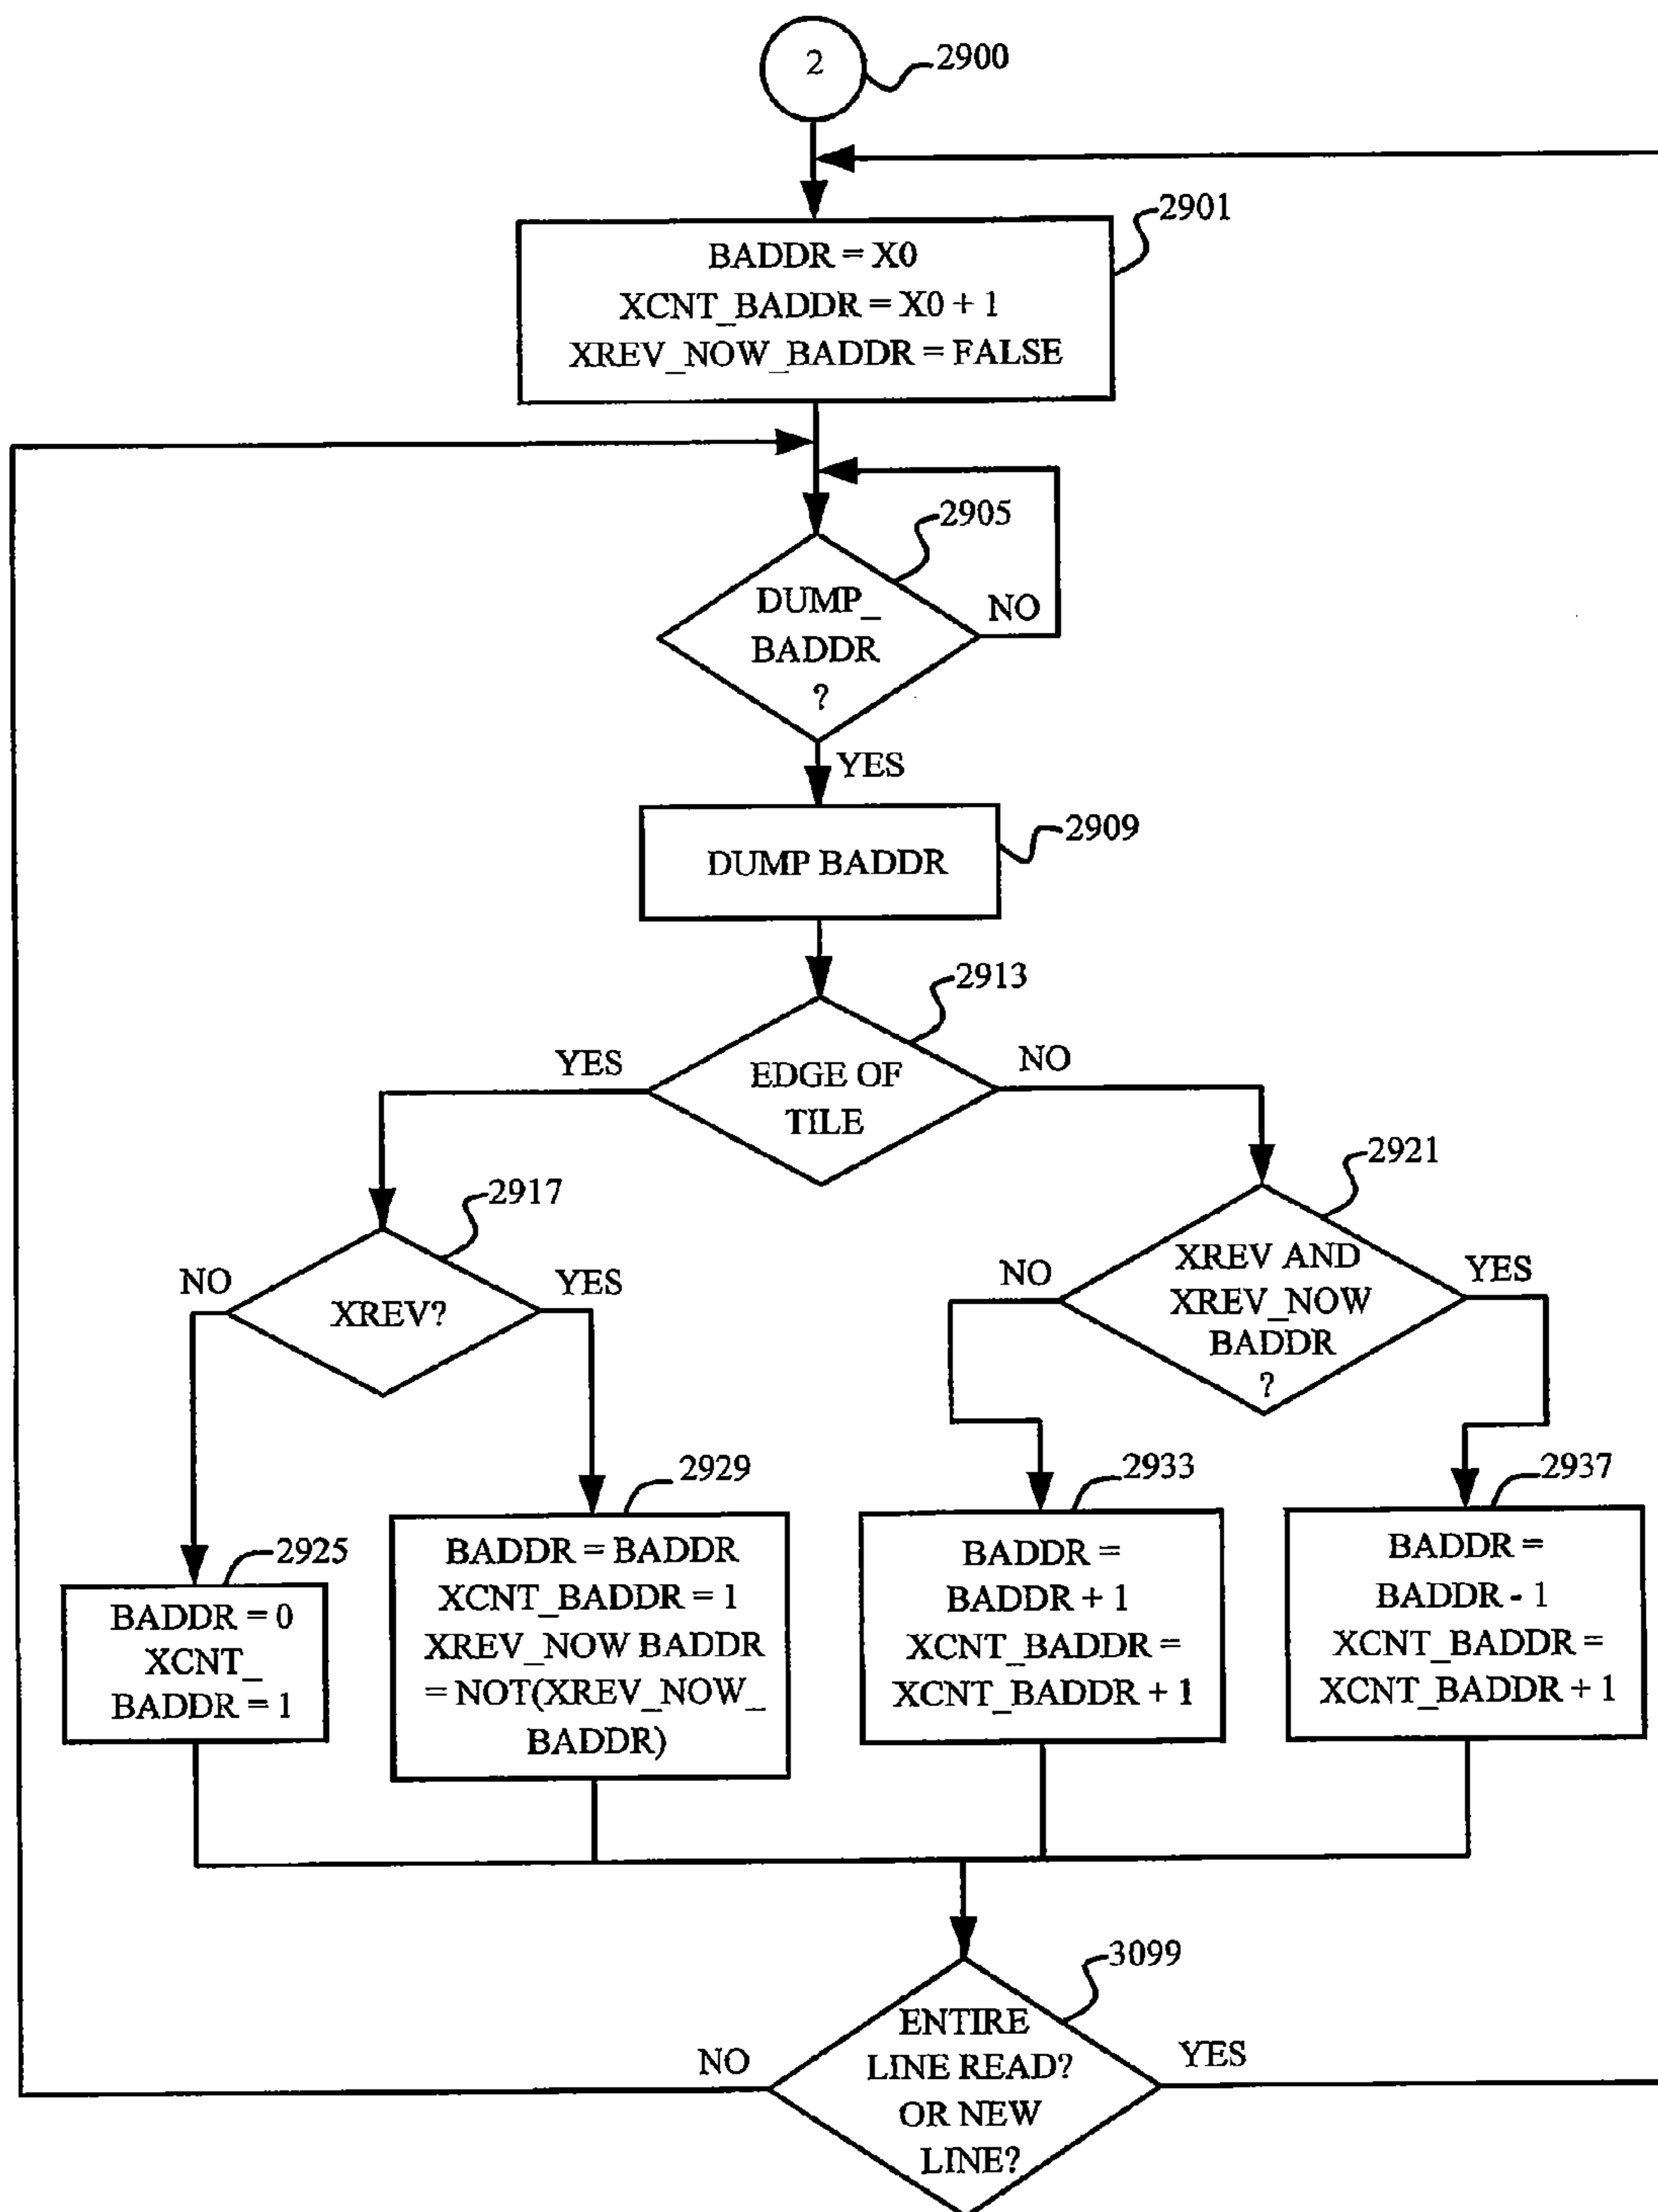 2
2900
2901
BADDR = X0
XCNT_BADDR = X0 + 1
XREV_NOW_BADDR = FALSE
2905
DUMP_
BADDR
?
NO
YES
2909
DUMP BADDR
2913
EDGE OF
TILE
YES
NO
2917
XREV?
NO
YES
2921
XREV AND
XREV_NOW
BADDR
?
NO
YES
2925
BADDR = 0
XCNT_
BADDR = 1
2929
BADDR = BADDR
XCNT_BADDR = 1
XREV_NOW BADDR
= NOT(XREV_NOW_
BADDR)
2933
BADDR =
BADDR + 1
XCNT_BADDR =
XCNT_BADDR + 1
2937
BADDR =
BADDR - 1
XCNT_BADDR =
XCNT_BADDR + 1
3099
ENTIRE
LINE READ?
OR NEW
LINE?
NO
YES